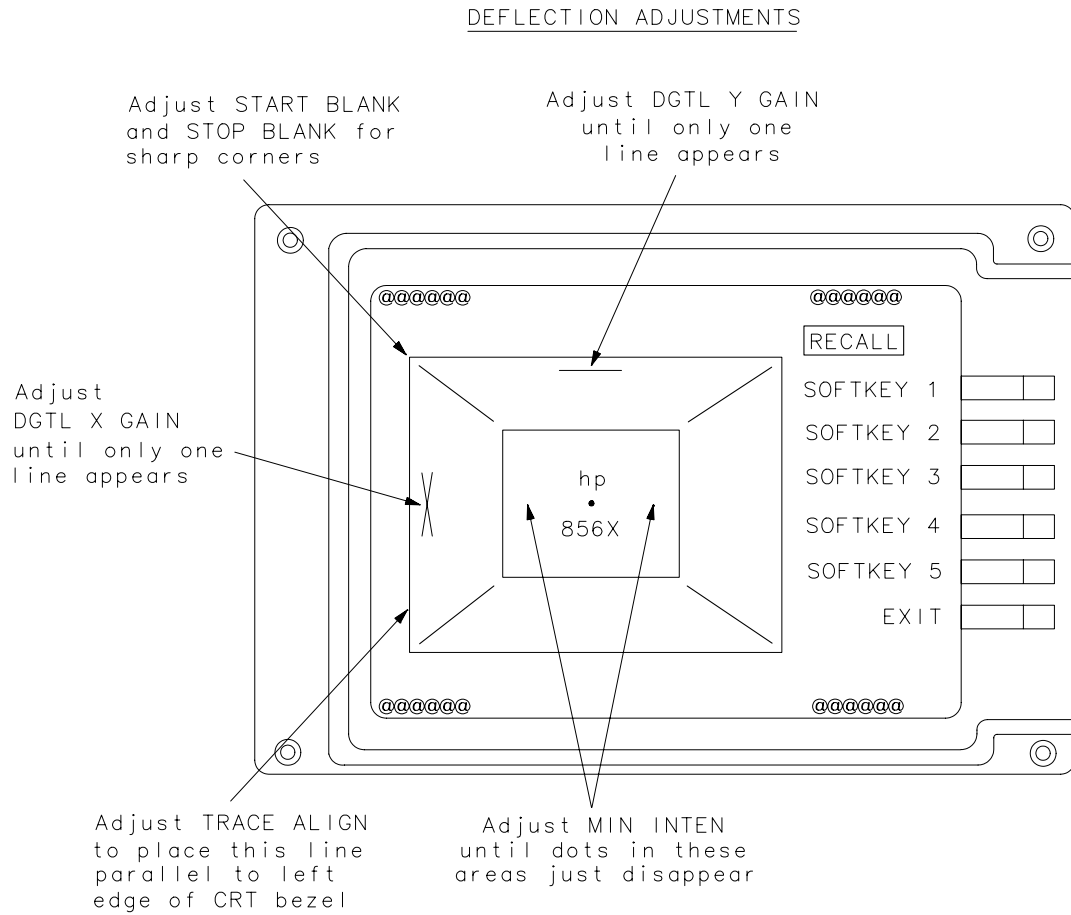 DEFLECTION ADJUSTMENTS
Adjust START BLANK
and STOP BLANK for
sharp corners
Adjust DGTL Y GAIN
until only one
line appears
@@@@@@ @@@@@@
RECALL
Adjust
DGTL X GAIN
until only one
line appears
SOFTKEY 1
SOFTKEY 2
hp
SOFTKEY 3
856X
SOFTKEY 4
SOFTKEY 5
EXIT
@@@@@@ @@@@@@
Adjust TRACE ALIGN
to place this line
parallel to left
edge of CRT bezel
Adjust MIN INTEN
until dots in these
areas just disappear